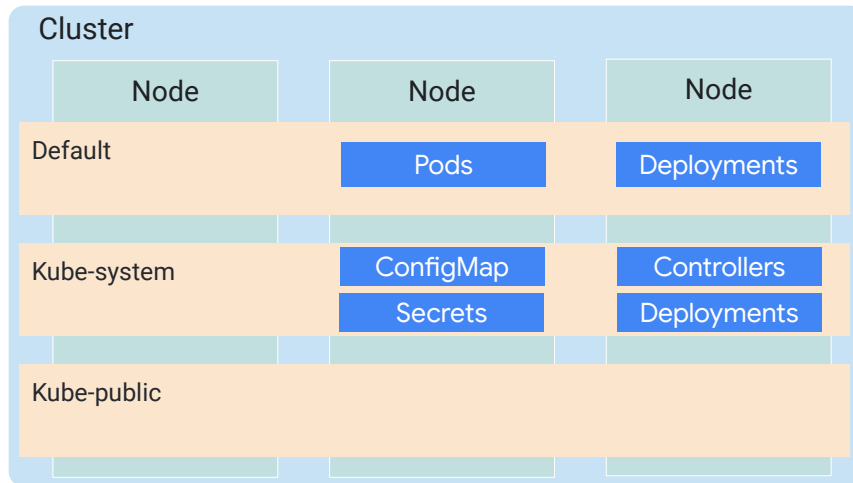 Cluster
Node Node Node
Default
Pods Deployments
Kube-system
ConfigMap Controllers
Secrets Deployments
Kube-public